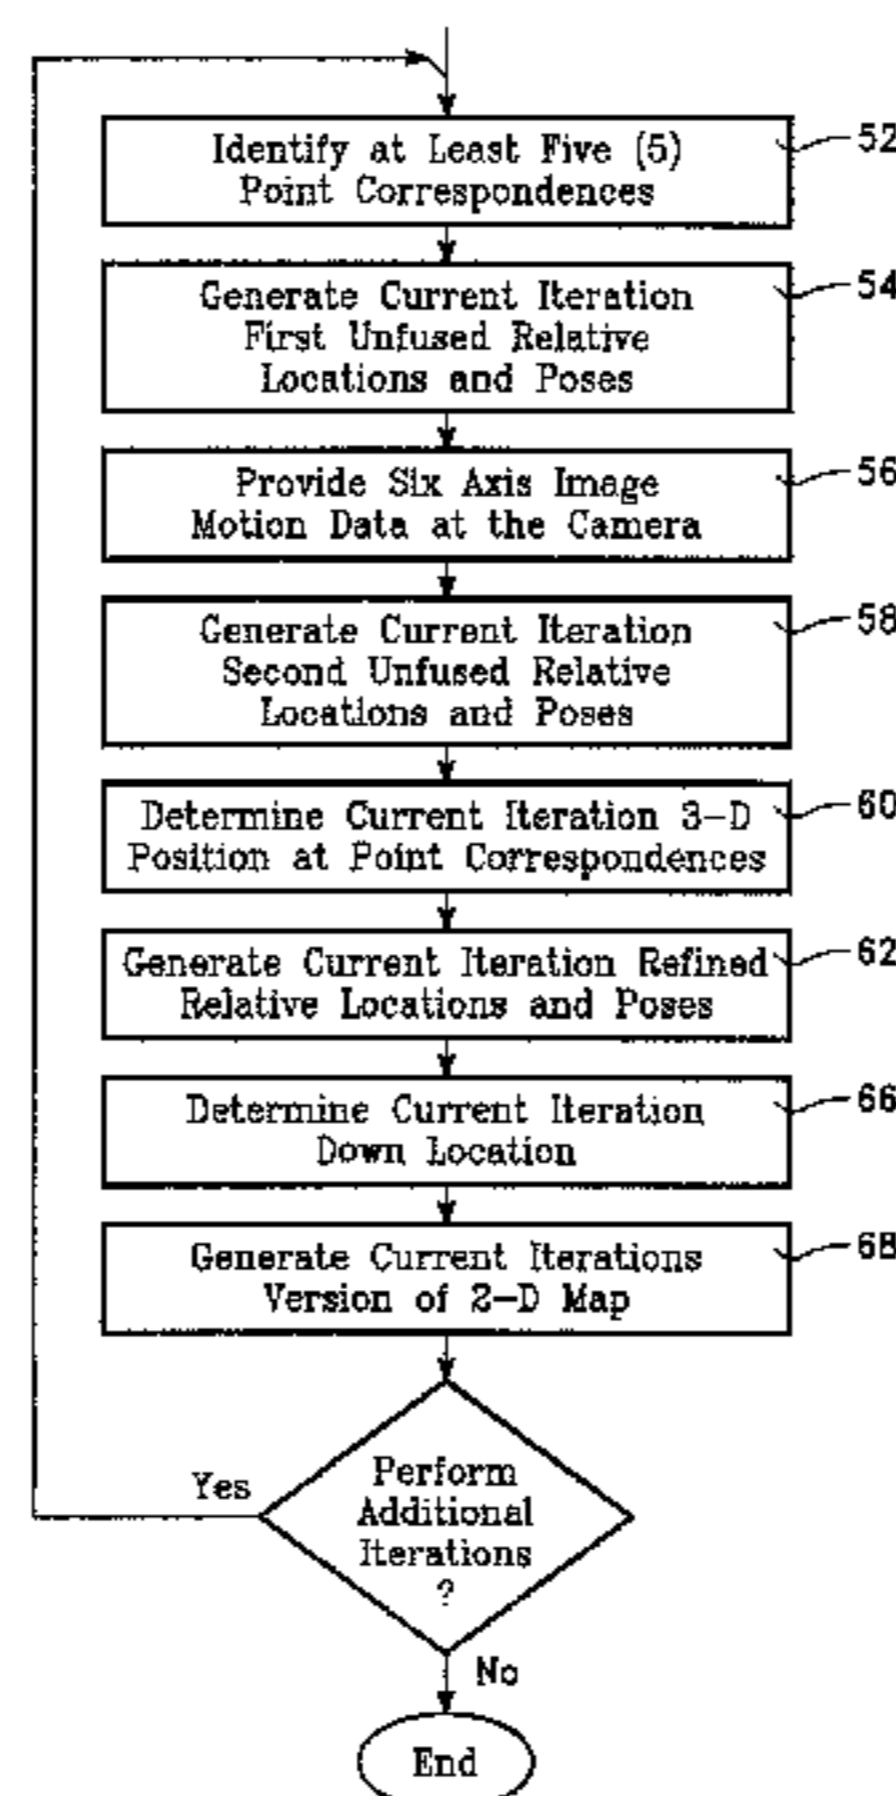 Identify at Least Five (5)
Point Correspondences
52
Generate Current Iteration
First Unfused Relative
Locations and Poses
54
Provide Six Axis Image
Motion Data at the Camera
56
Generate Current Iteration
Second Unfused Relative
Locations and Poses
58
Determine Current Iteration 3-D
Position at Point Correspondences
60
Generate Current Iteration Refined
Relative Locations and Poses
62
Determine Current Iteration
Down Location
66
Generate Current Iterations
Version of 2-D Map
68
Perform
Additional
Iterations
?
Yes
No
End